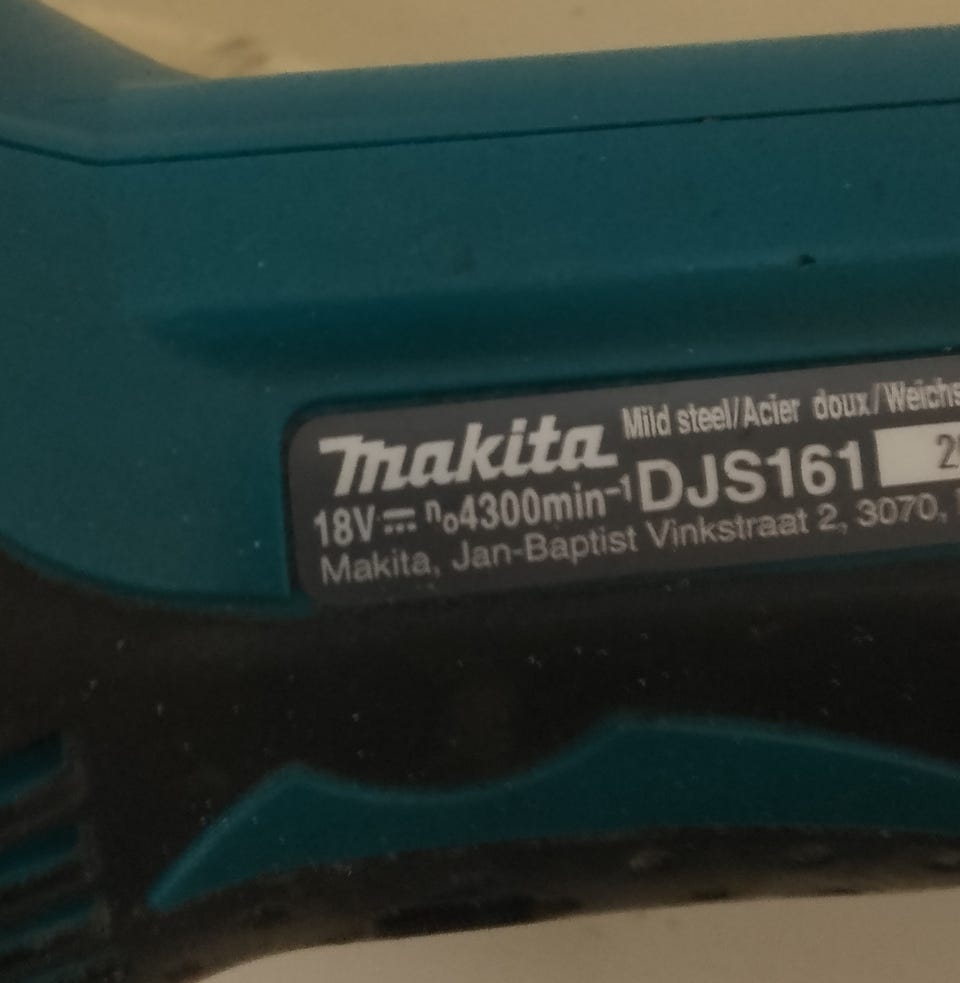 makita Mild steel/Acier doux/Weichs
18V⎓ n₀4300min⁻¹ DJS161
Makita, Jan-Baptist Vinkstraat 2, 3070,